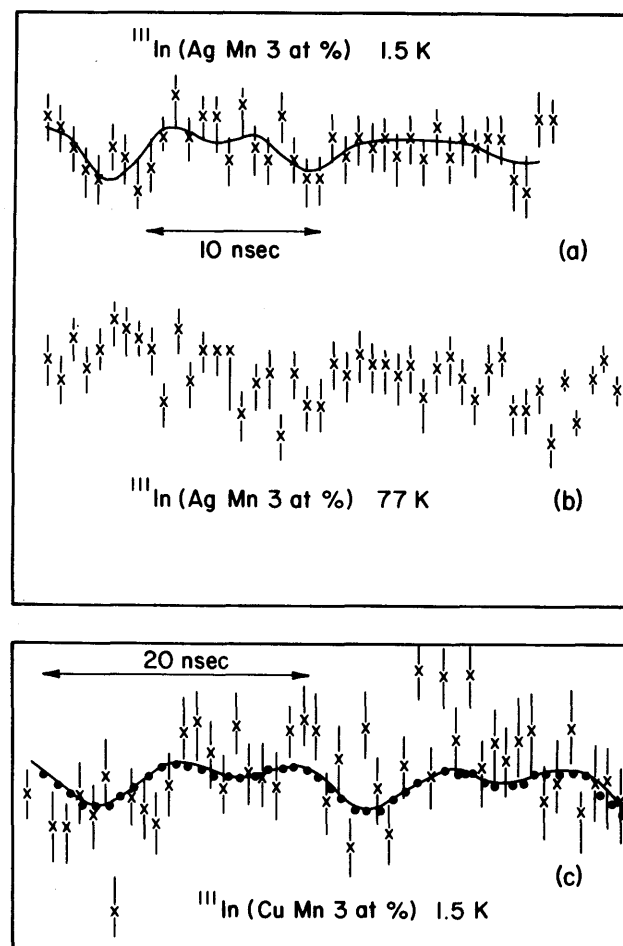 ¹¹¹In (Ag Mn 3 at %) 1.5 K
10 nsec
(a)
¹¹¹In (Ag Mn 3 at %) 77 K
(b)
20 nsec
(c)
¹¹¹In (Cu Mn 3 at %) 1.5 K